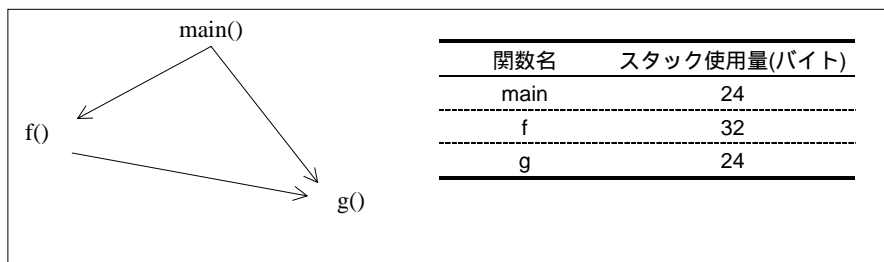 main()
f()
g()
関数名 スタック使用量(バイト)
main 24
f 32
g 24